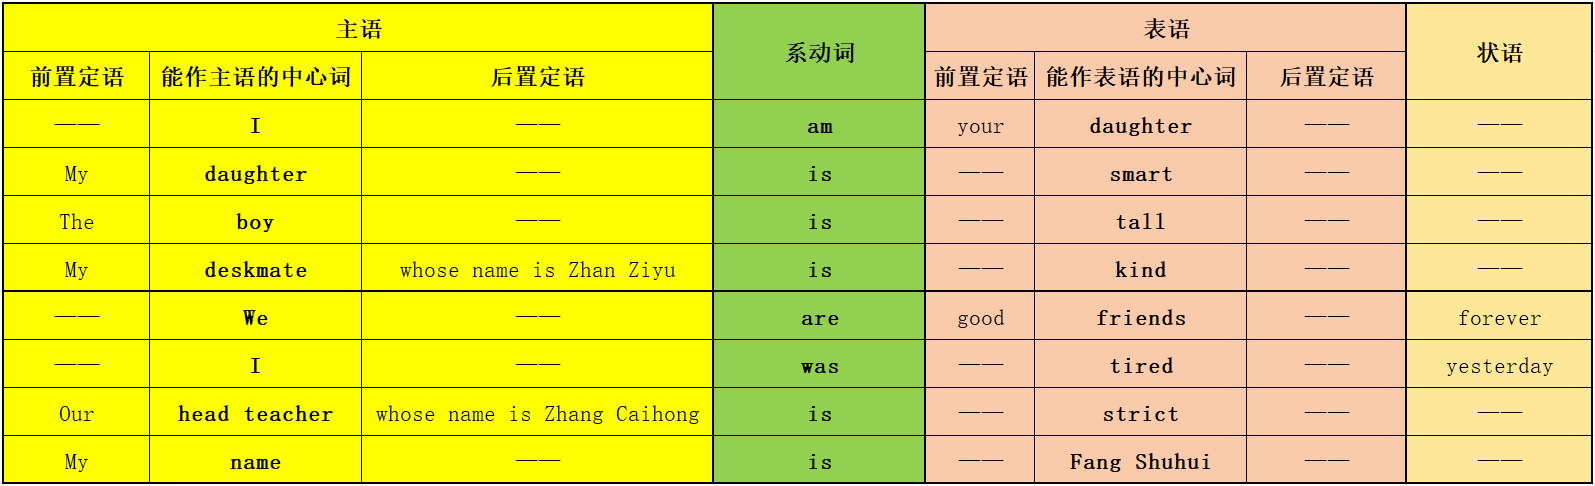 主语 系动词 表语 状语
前置定语 能作主语的中心词 后置定语 前置定语 能作表语的中心词 后置定语
—— I —— am your daughter —— ——
My daughter —— is —— smart —— ——
The boy —— is —— tall —— ——
My deskmate whose name is Zhan Ziyu is —— kind —— ——
—— We —— are good friends —— forever
—— I —— was —— tired —— yesterday
Our head teacher whose name is Zhang Caihong is —— strict —— ——
My name —— is —— Fang Shuhui —— ——